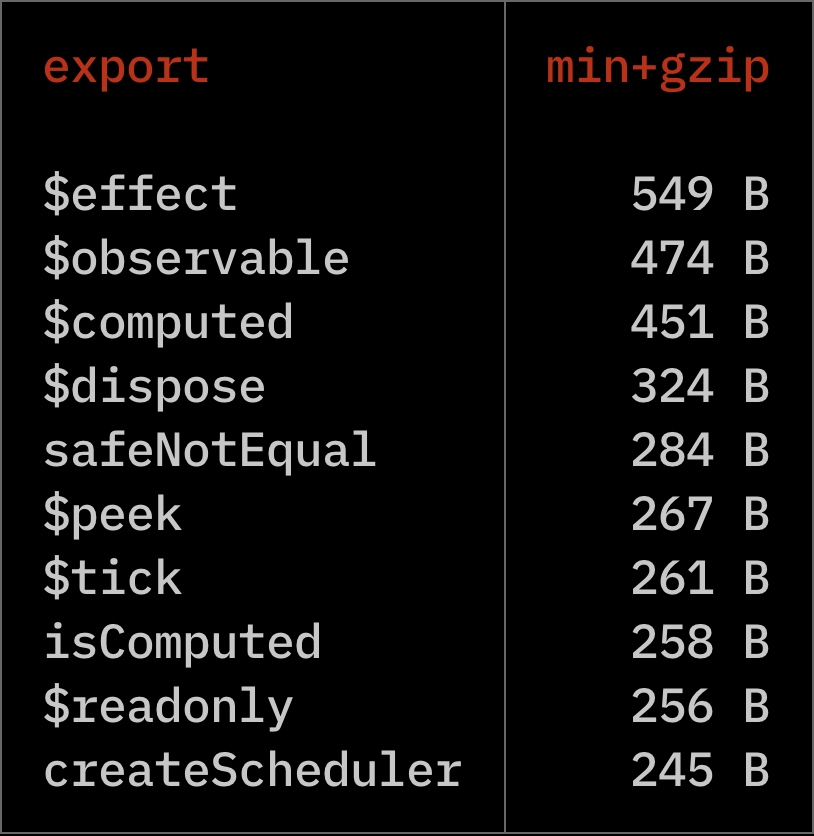 export min+gzip
$effect 549 B
$observable 474 B
$computed 451 B
$dispose 324 B
safeNotEqual 284 B
$peek 267 B
$tick 261 B
isComputed 258 B
$readonly 256 B
createScheduler 245 B